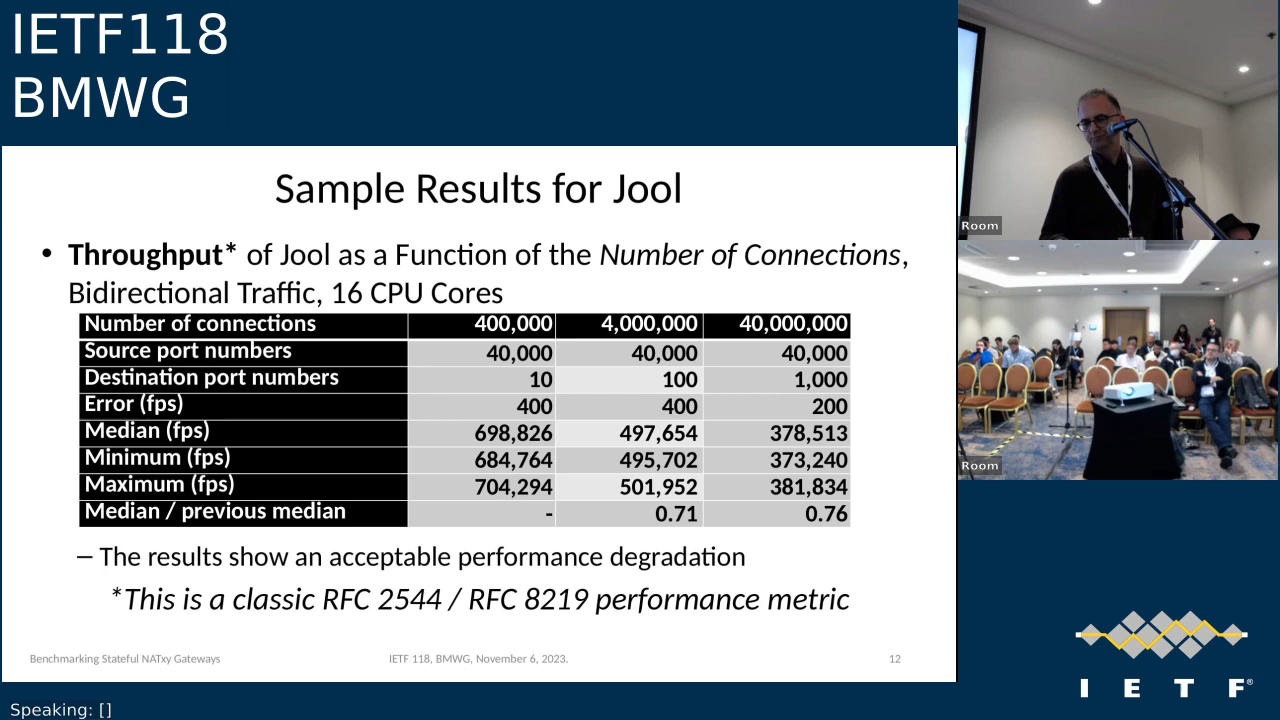 IETF118
BMWG
Sample Results for Jool
• Throughput* of Jool as a Function of the Number of Connections,
Bidirectional Traffic, 16 CPU Cores
Number of connections 400,000 4,000,000 40,000,000
Source port numbers 40,000 40,000 40,000
Destination port numbers 10 100 1,000
Error (fps) 400 400 200
Median (fps) 698,826 497,654 378,513
Minimum (fps) 684,764 495,702 373,240
Maximum (fps) 704,294 501,952 381,834
Median / previous median - 0.71 0.76
– The results show an acceptable performance degradation
*This is a classic RFC 2544 / RFC 8219 performance metric
Benchmarking Stateful NATxy Gateways IETF 118, BMWG, November 6, 2023. 12
Speaking: []
Room
Room
I E T F®